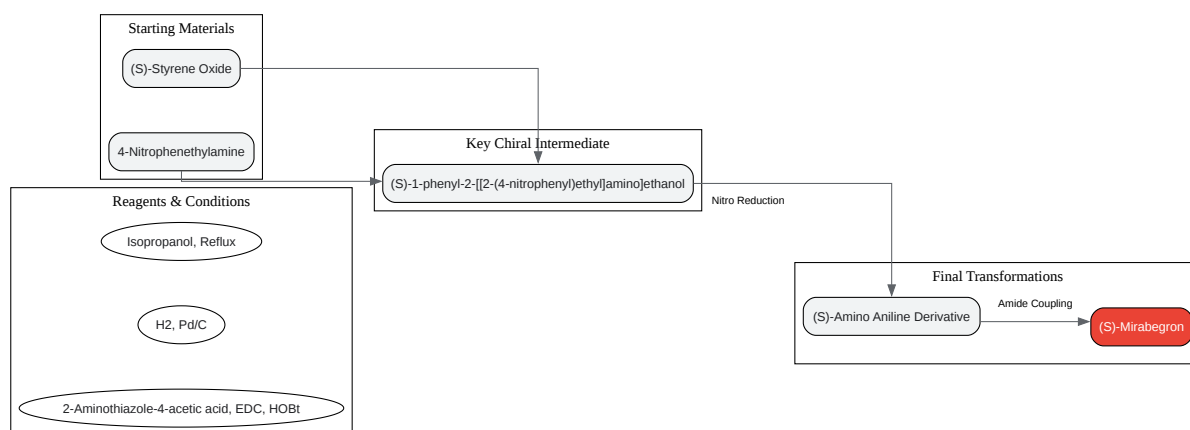 Starting Materials
(S)-Styrene Oxide
4-Nitrophenethylamine
Reagents & Conditions
Isopropanol, Reflux
H2, Pd/C
2-Aminothiazole-4-acetic acid, EDC, HOBt
Key Chiral Intermediate
(S)-1-phenyl-2-[[2-(4-nitrophenyl)ethyl]amino]ethanol
Nitro Reduction
Final Transformations
(S)-Amino Aniline Derivative
Amide Coupling
(S)-Mirabegron